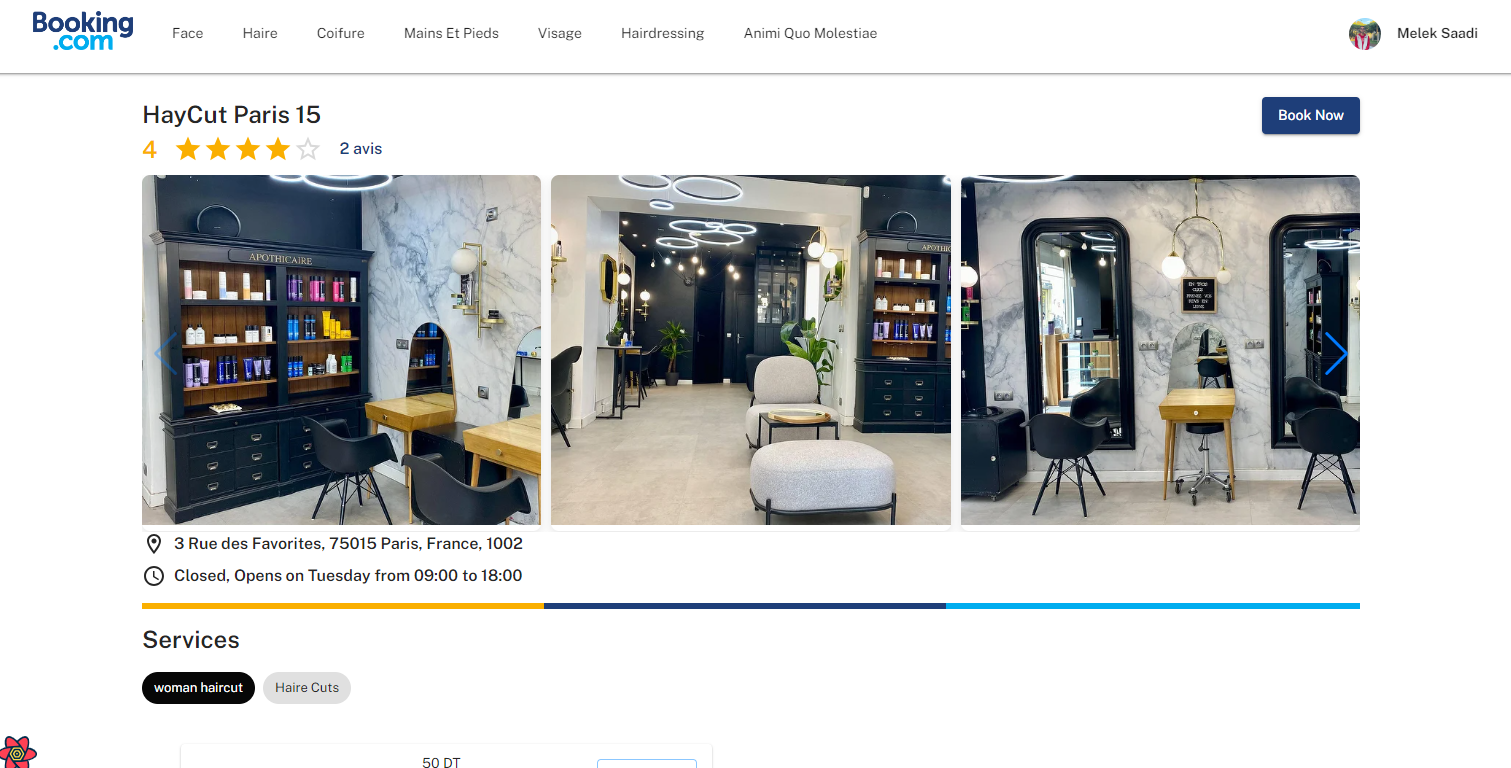 Booking
.com
Face
Haire
Coifure
Mains Et Pieds
Visage
Hairdressing
Animi Quo Molestiae
Melek Saadi
HayCut Paris 15
Book Now
4
2 avis
APOTHICAIRE
APOTHIC
3 Rue des Favorites, 75015 Paris, France, 1002
Closed, Opens on Tuesday from 09:00 to 18:00
Services
woman haircut
Haire Cuts
50 DT